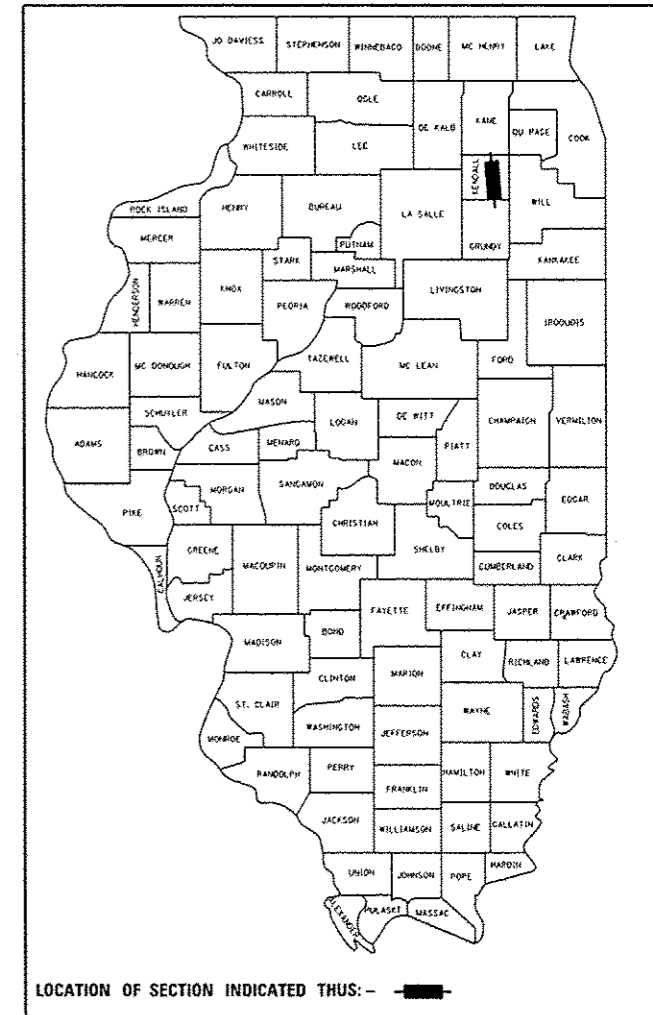 JO DAVIESS STEPHENSON WINNEBAGO BOONE MC HENRY LAKE
CARROLL OGLE DE KALB KANE DU PAGE COOK
WHITESIDE LEE KENDALL WILL
ROCK ISLAND HENRY BUREAU LA SALLE GRUNDY
MERCER PUTNAM KANKAKEE
STARK MARSHALL
HENDERSON WARREN KNOX PEORIA WOODFORD LIVINGSTON IROQUOIS
HANCOCK MC DONOUGH FULTON TAZEWELL MC LEAN FORD
SCHUYLER MASON LOGAN DE WITT CHAMPAIGN VERMILION
ADAMS BROWN CASS MENARD PIATT
MACON
PIKE SCOTT MORGAN SANGAMON MOULTRIE DOUGLAS EDGAR
CHRISTIAN COLES
CALHOUN GREENE MACOUPIN MONTGOMERY SHELBY CUMBERLAND CLARK
JERSEY FAYETTE EFFINGHAM JASPER CRAWFORD
MADISON BOND CLAY RICHLAND LAWRENCE
CLINTON MARION
ST. CLAIR WASHINGTON WAYNE EDWARDS WABASH
MONROE JEFFERSON
RANDOLPH PERRY HAMILTON WHITE
FRANKLIN
JACKSON WILLIAMSON SALINE GALLATIN
UNION JOHNSON POPE HARDIN
ALEXANDER PULASKI MASSAC
LOCATION OF SECTION INDICATED THUS: -